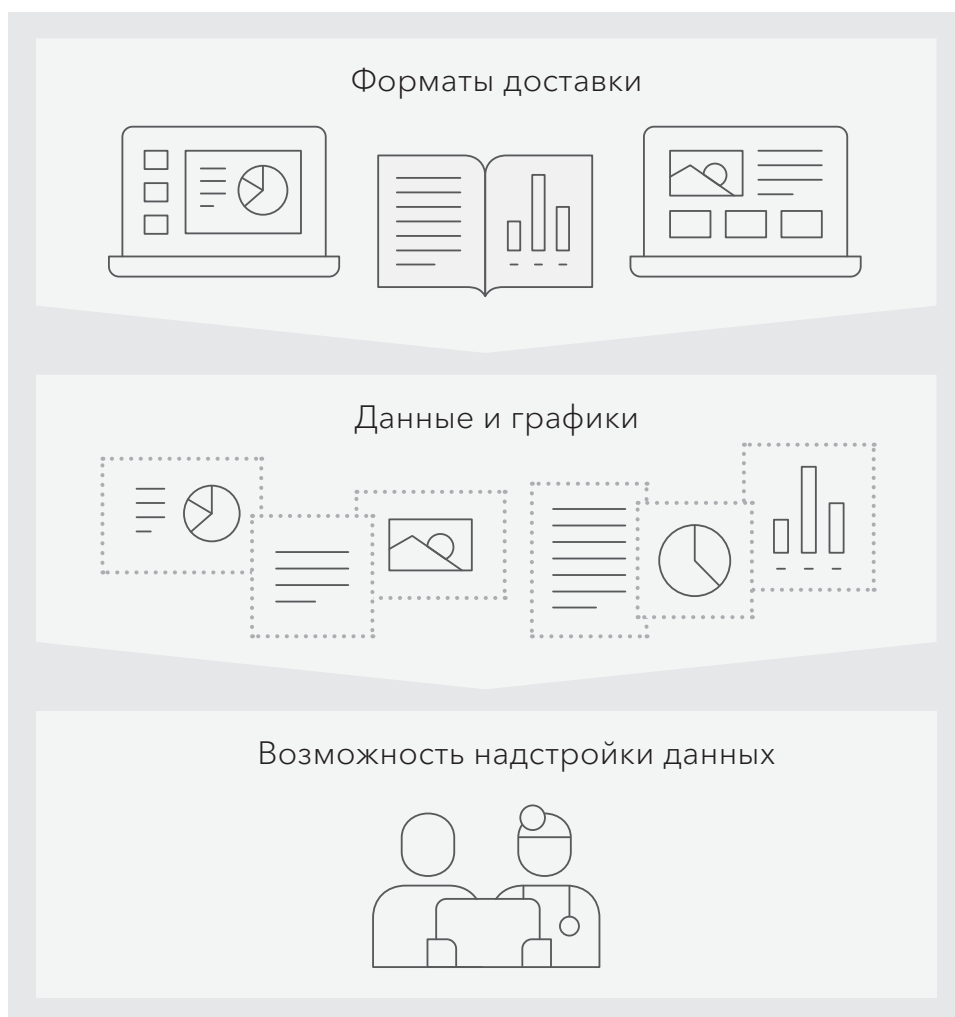 Форматы доставки
Данные и графики
Возможность надстройки данных